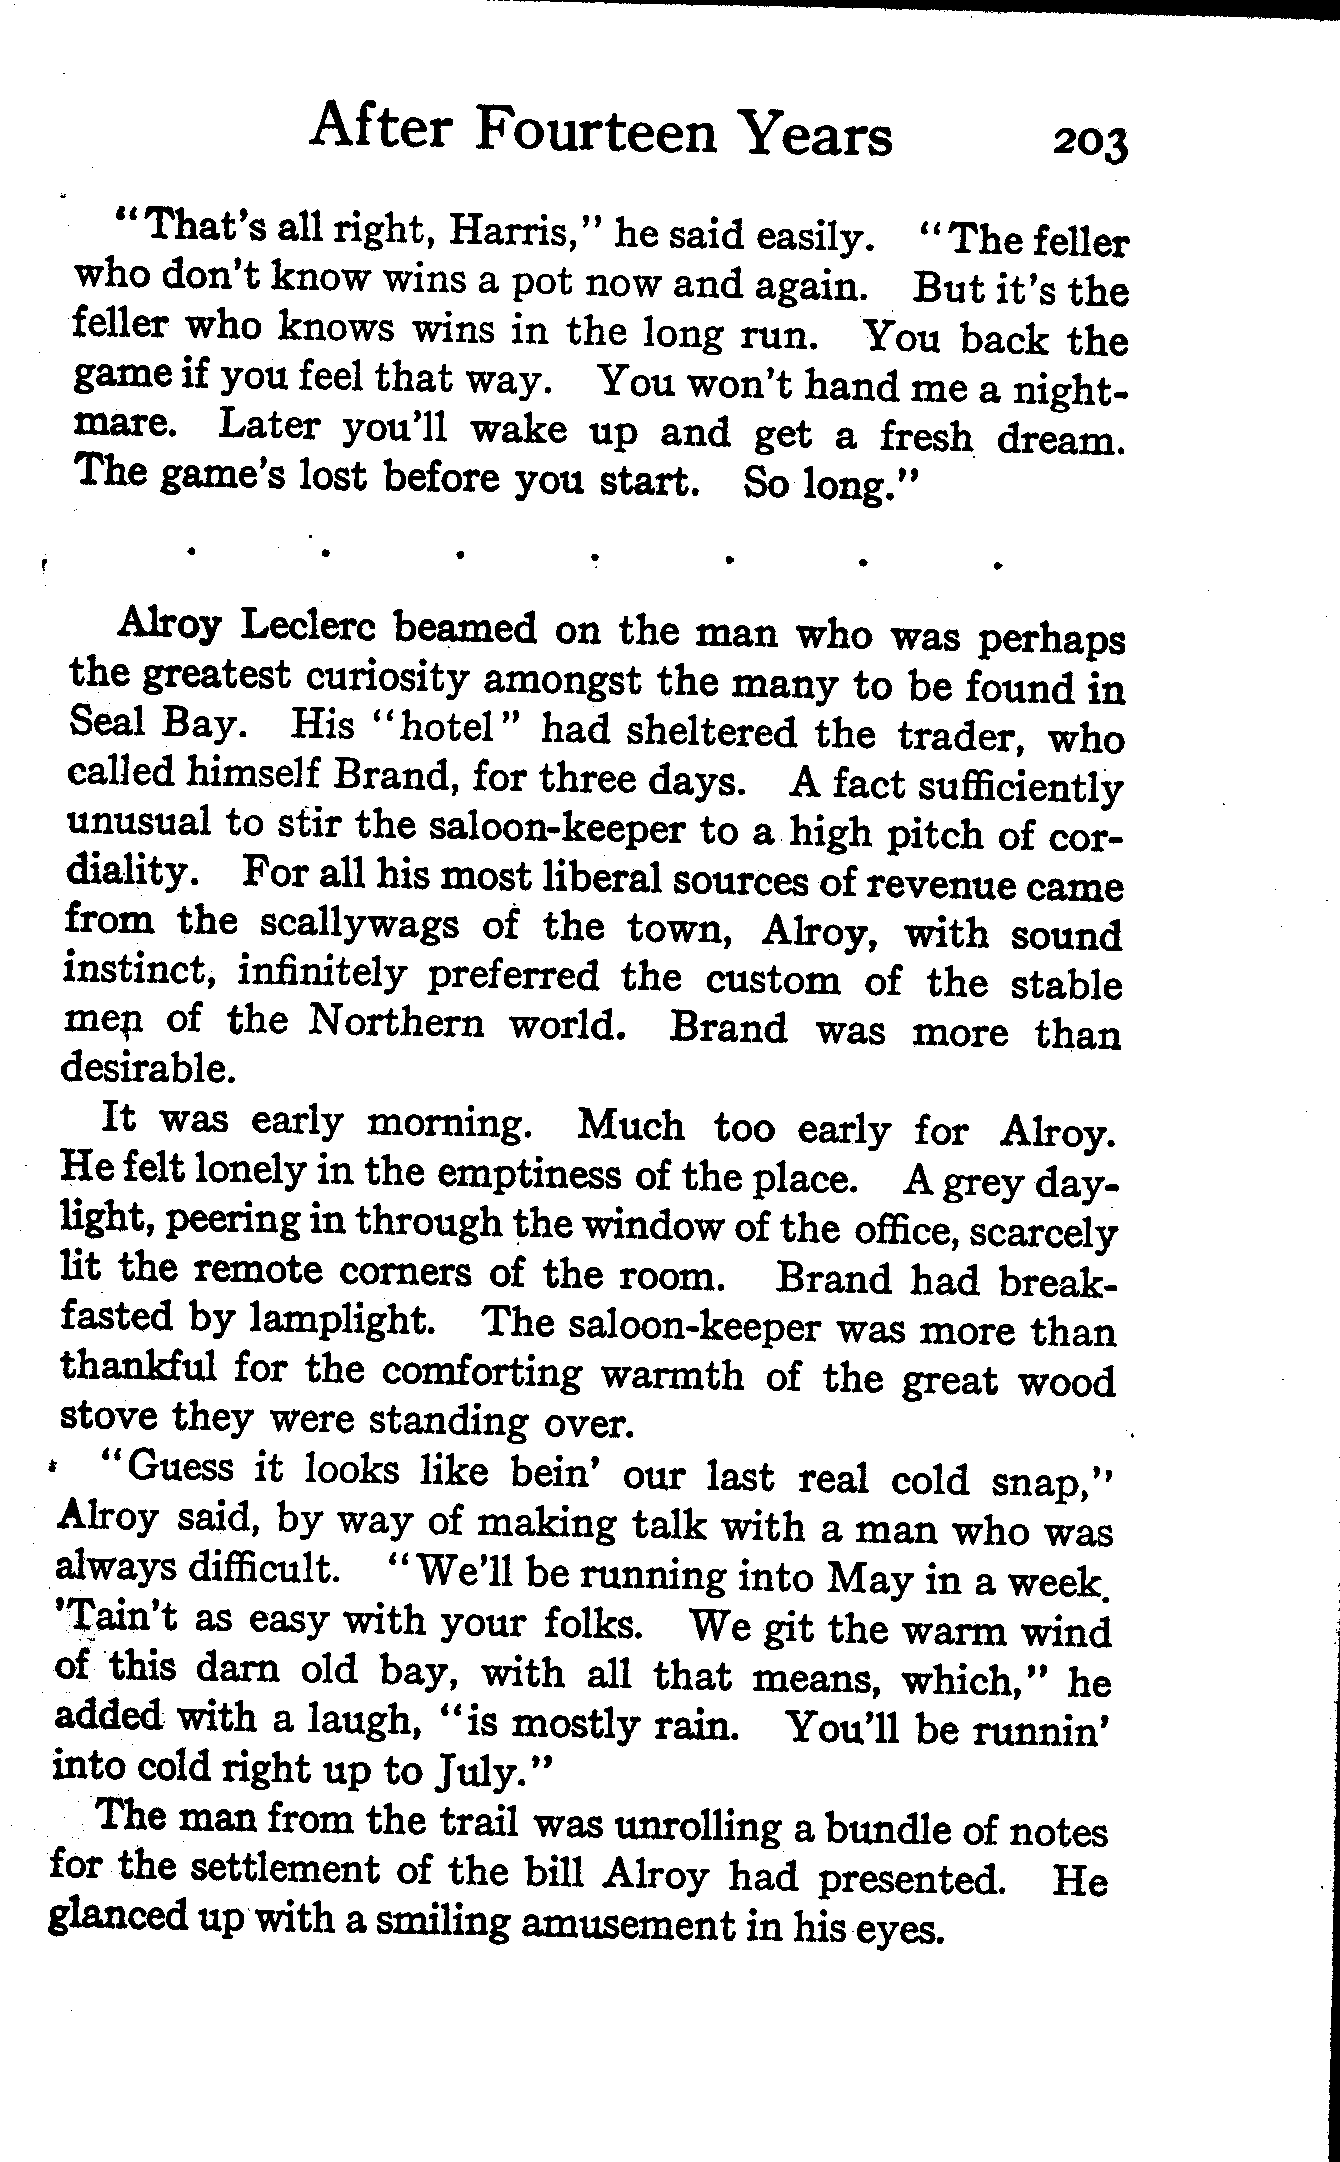 After Fourteen Years 203
"That's all right, Harris," he said easily. "The feller
who don't know wins a pot now and again. But it's the
feller who knows wins in the long run. You back the
game if you feel that way. You won't hand me a night-
mare. Later you'll wake up and get a fresh dream.
The game's lost before you start. So long."
. . . . . . .
Alroy Leclerc beamed on the man who was perhaps
the greatest curiosity amongst the many to be found in
Seal Bay. His "hotel" had sheltered the trader, who
called himself Brand, for three days. A fact sufficiently
unusual to stir the saloon-keeper to a high pitch of cor-
diality. For all his most liberal sources of revenue came
from the scallywags of the town, Alroy, with sound
instinct, infinitely preferred the custom of the stable
men of the Northern world. Brand was more than
desirable.
It was early morning. Much too early for Alroy.
He felt lonely in the emptiness of the place. A grey day-
light, peering in through the window of the office, scarcely
lit the remote corners of the room. Brand had break-
fasted by lamplight. The saloon-keeper was more than
thankful for the comforting warmth of the great wood
stove they were standing over.
"Guess it looks like bein' our last real cold snap,"
Alroy said, by way of making talk with a man who was
always difficult. "We'll be running into May in a week.
'Tain't as easy with your folks. We git the warm wind
of this darn old bay, with all that means, which," he
added with a laugh, "is mostly rain. You'll be runnin'
into cold right up to July."
The man from the trail was unrolling a bundle of notes
for the settlement of the bill Alroy had presented. He
glanced up with a smiling amusement in his eyes.